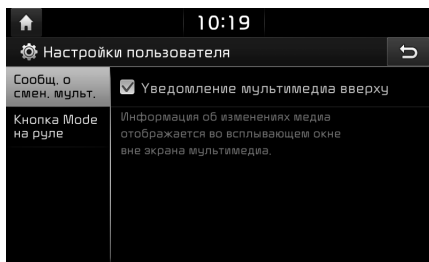 10:19
Настройки пользователя
Сообщ. о
смен. мульт.
Уведомление мультимедиа вверху
Кнопка Mode
на руле
Информация об изменениях медиа
отображается во всплывающем окне
вне экрана мультимедиа.